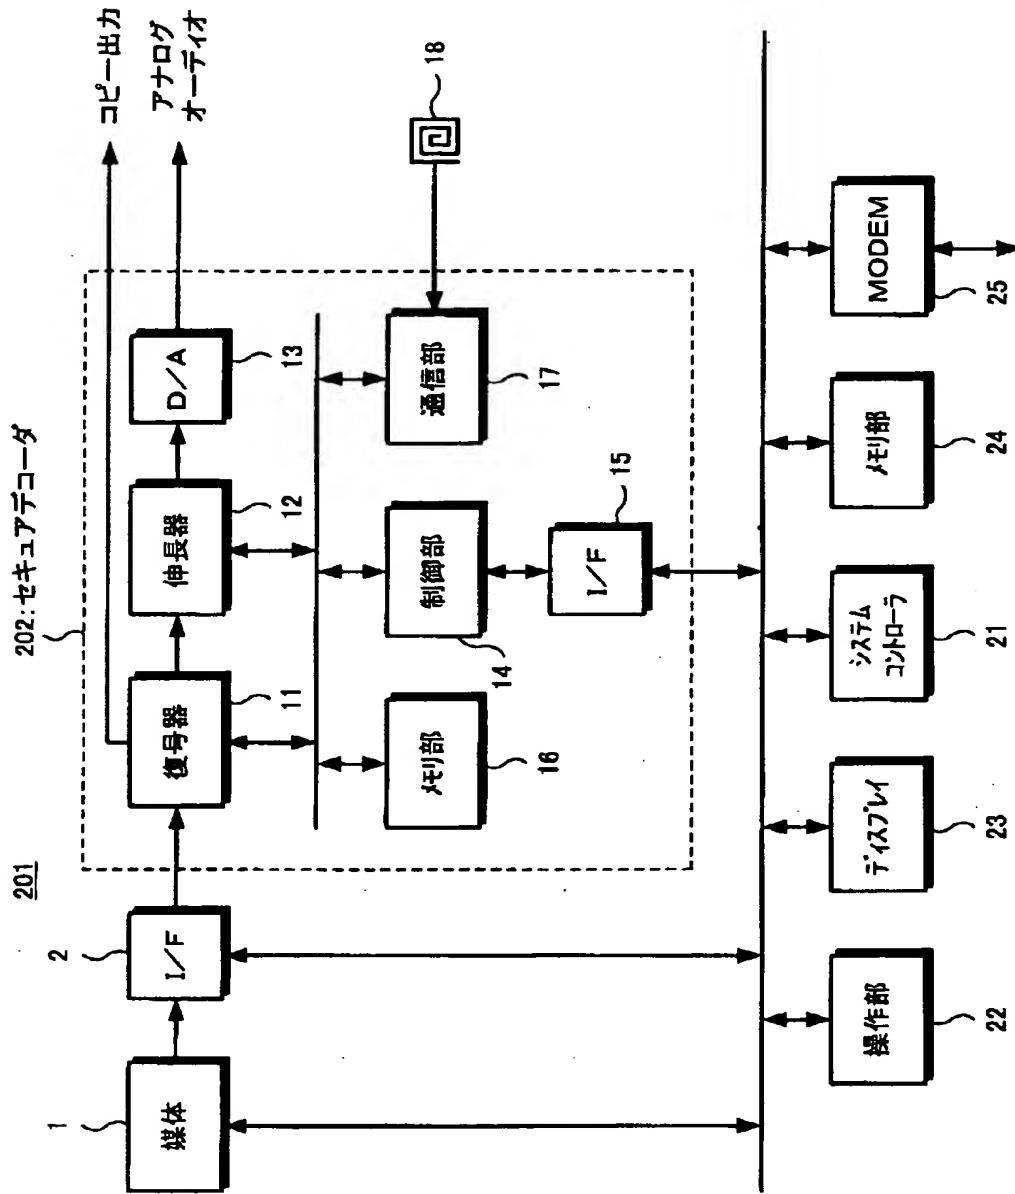 201
202:セキュアデコーダ
コピー出力
アナログ
オーディオ
1
媒体
2
I/F
復号器
11
伸長器
12
D/A
13
メモリ部
16
制御部
14
通信部
17
18
I/F
15
操作部
22
ディスプレイ
23
システム
コントローラ
21
メモリ部
24
MODEM
25